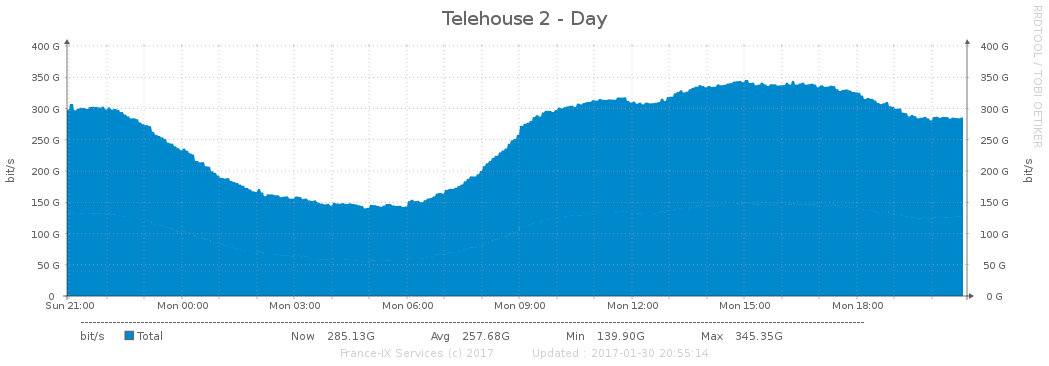 Telehouse 2 - Day
RRDTOOL / TOBI OETIKER
400 G 400 G
350 G 350 G
300 G 300 G
250 G 250 G
200 G 200 G
150 G 150 G
100 G 100 G
50 G 50 G
0 0 G
bit/s bit/s
Sun 21:00 Mon 00:00 Mon 03:00 Mon 06:00 Mon 09:00 Mon 12:00 Mon 15:00 Mon 18:00
bit/s Total Now 285.13G Avg 257.68G Min 139.90G Max 345.35G
France-IX Services (c) 2017 Updated : 2017-01-30 20:55:14